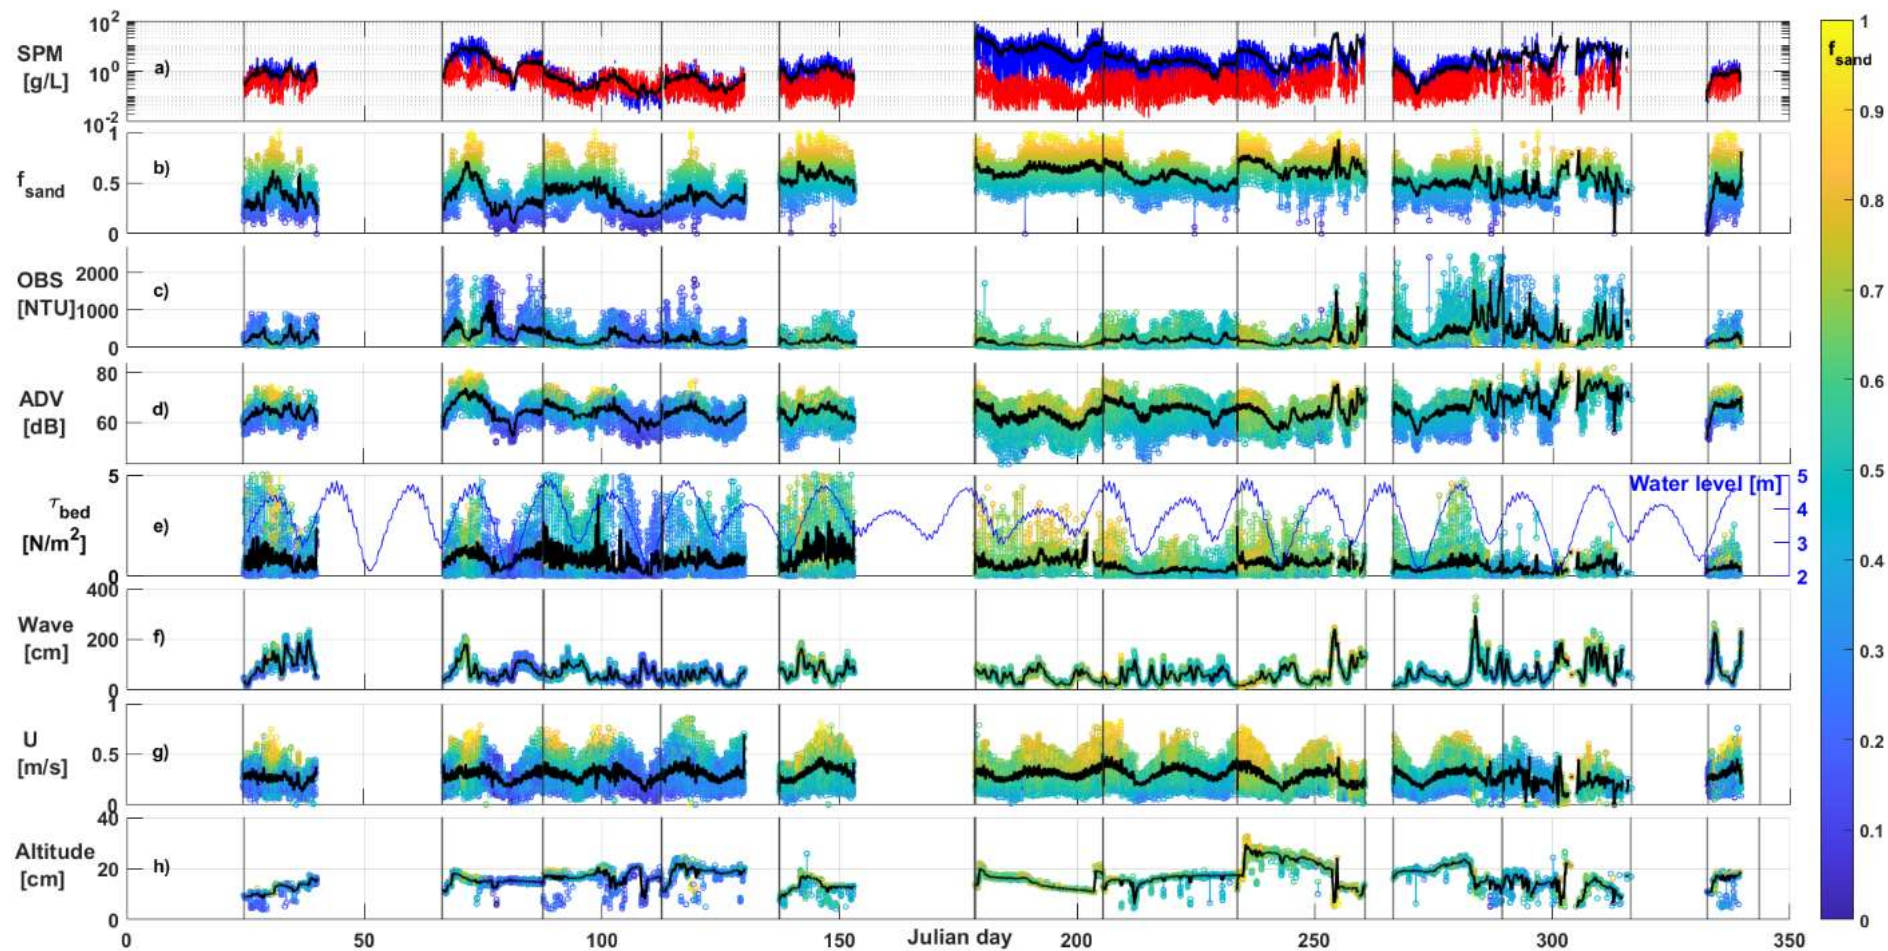 SPM
[g/L]
10^2
10^0
10^-2
a)
f_sand
1
0.5
0
b)
OBS
[NTU]
2000
1000
0
c)
ADV
[dB]
80
60
d)
τ_bed
[N/m^2]
5
0
e)
Water level [m]
5
4
3
2
Wave
[cm]
400
200
0
f)
U
[m/s]
1
0.5
0
g)
Altitude
[cm]
40
20
0
h)
0
50
100
150
Julian day
200
250
300
350
f_sand
1
0.9
0.8
0.7
0.6
0.5
0.4
0.3
0.2
0.1
0